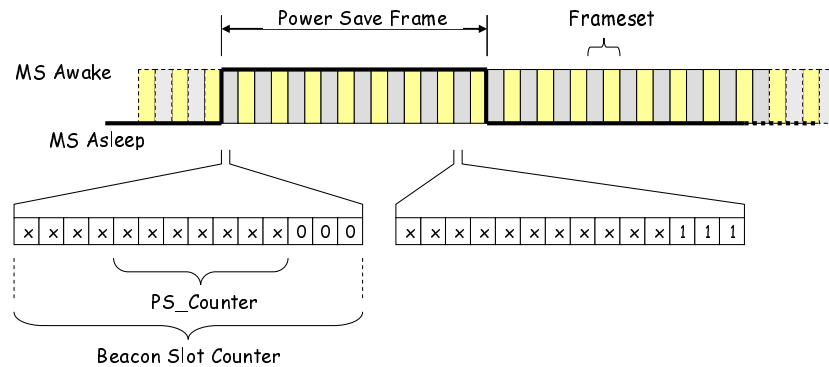 Power Save Frame
Frameset
MS Awake
MS Asleep
x x x x x x x x x x x 0 0 0
x x x x x x x x x x x 1 1 1
PS_Counter
Beacon Slot Counter